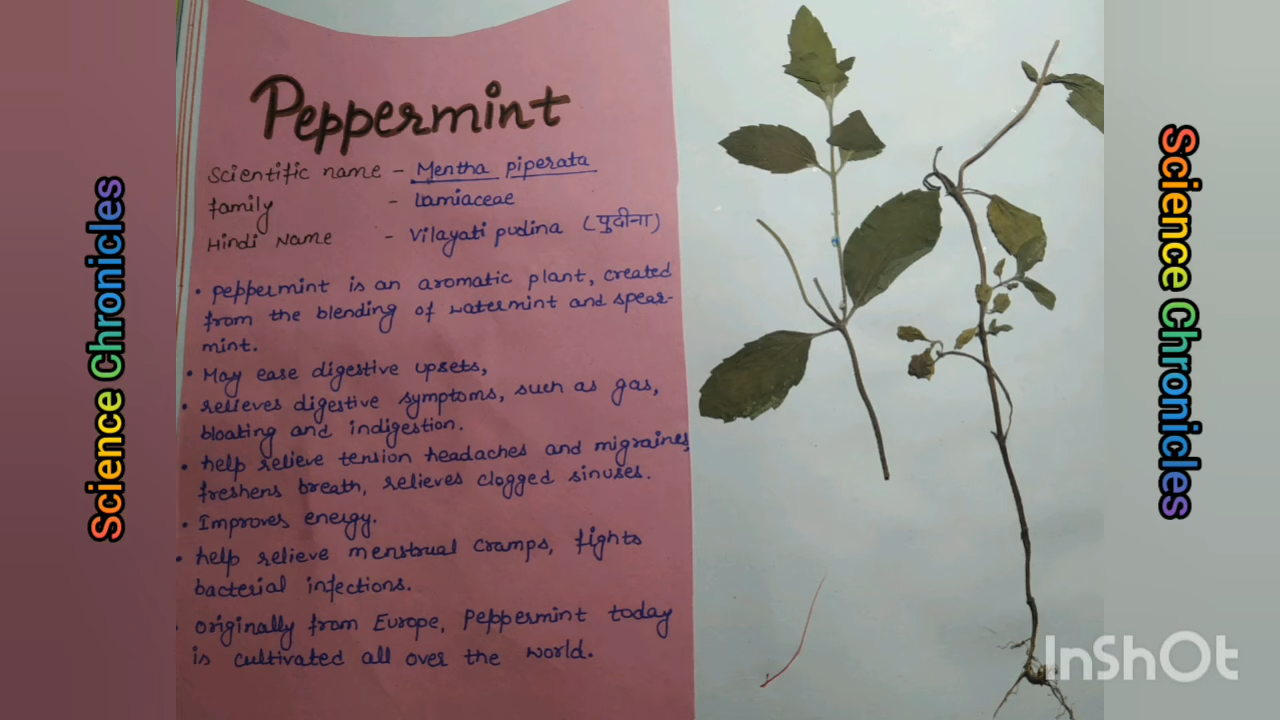 Science Chronicles
Peppermint
Scientific name - Mentha piperata
family - Lamiaceae
Hindi Name - Vilayati pudina (पुदीना)
• peppermint is an aromatic plant, created
from the blending of watermint and spear-
mint.
• May ease digestive upsets,
• relieves digestive symptoms, such as gas,
bloating and indigestion.
• help relieve tension headaches and migraines,
freshens breath, relieves clogged sinuses.
• Improves energy.
• help relieve menstrual cramps, fights
bacterial infections.
• originally from Europe, Peppermint today
is cultivated all over the world.
Science Chronicles
InShOt